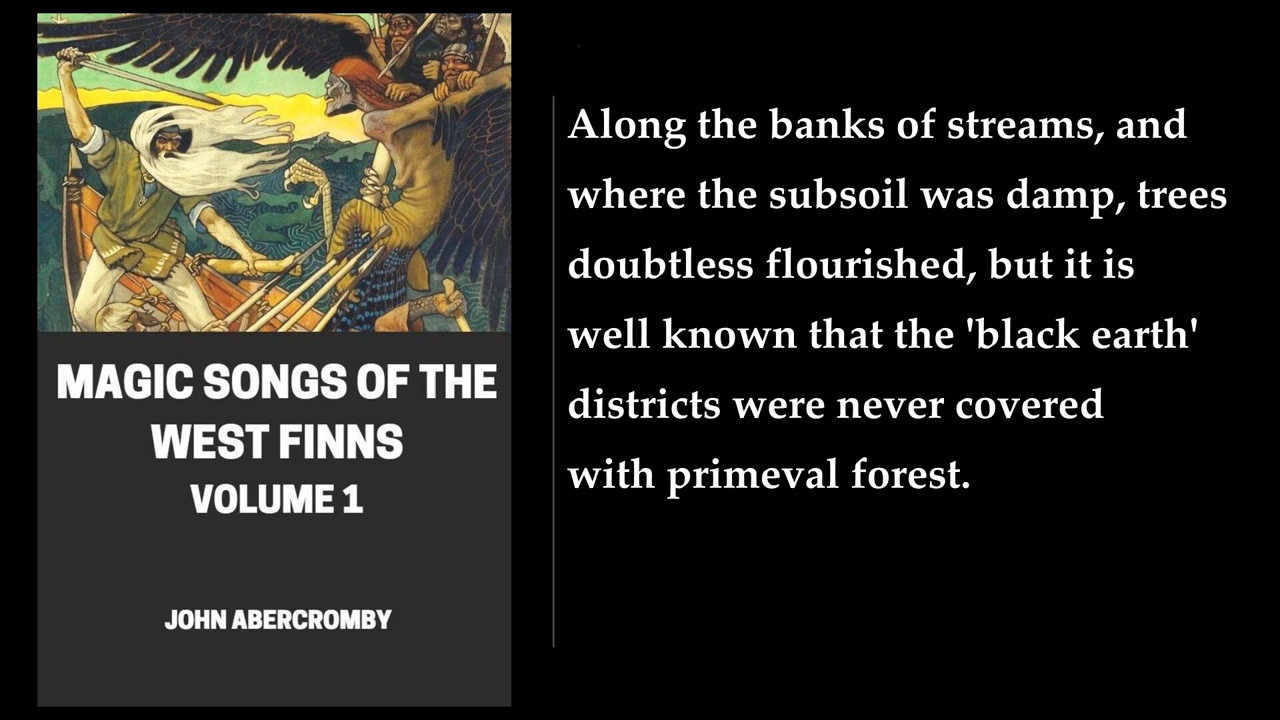 MAGIC SONGS OF THE
WEST FINNS
VOLUME 1
JOHN ABERCROMBY
Along the banks of streams, and
where the subsoil was damp, trees
doubtless flourished, but it is
well known that the 'black earth'
districts were never covered
with primeval forest.